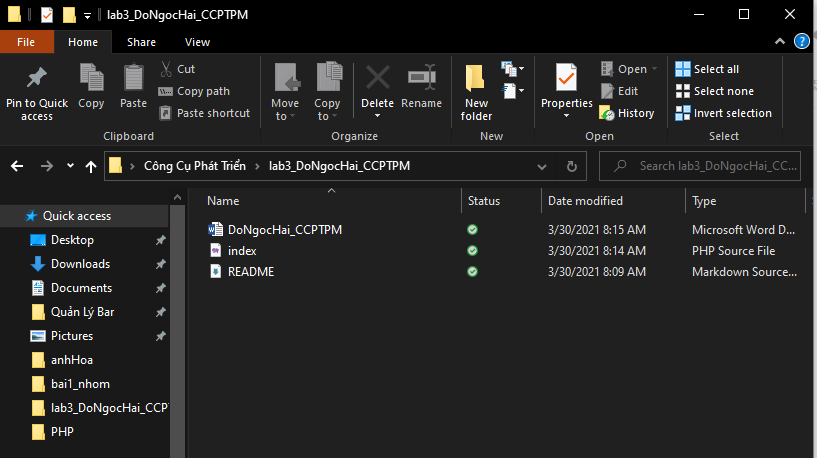 lab3_DoNgocHai_CCPTPM
File Home Share View
Pin to Quick access
Copy
Paste
Cut
Copy path
Paste shortcut
Clipboard
Move to
Copy to
Delete
Rename
Organize
New folder
New
Properties
Open
Edit
History
Open
Select all
Select none
Invert selection
Select
Công Cụ Phát Triển > lab3_DoNgocHai_CCPTPM
Search lab3_DoNgocHai_CC...
Quick access
Desktop
Downloads
Documents
Quản Lý Bar
Pictures
anhHoa
bai1_nhom
lab3_DoNgocHai_CCPT
PHP
Name Status Date modified Type
DoNgocHai_CCPTPM 3/30/2021 8:15 AM Microsoft Word D...
index 3/30/2021 8:14 AM PHP Source File
README 3/30/2021 8:09 AM Markdown Source...